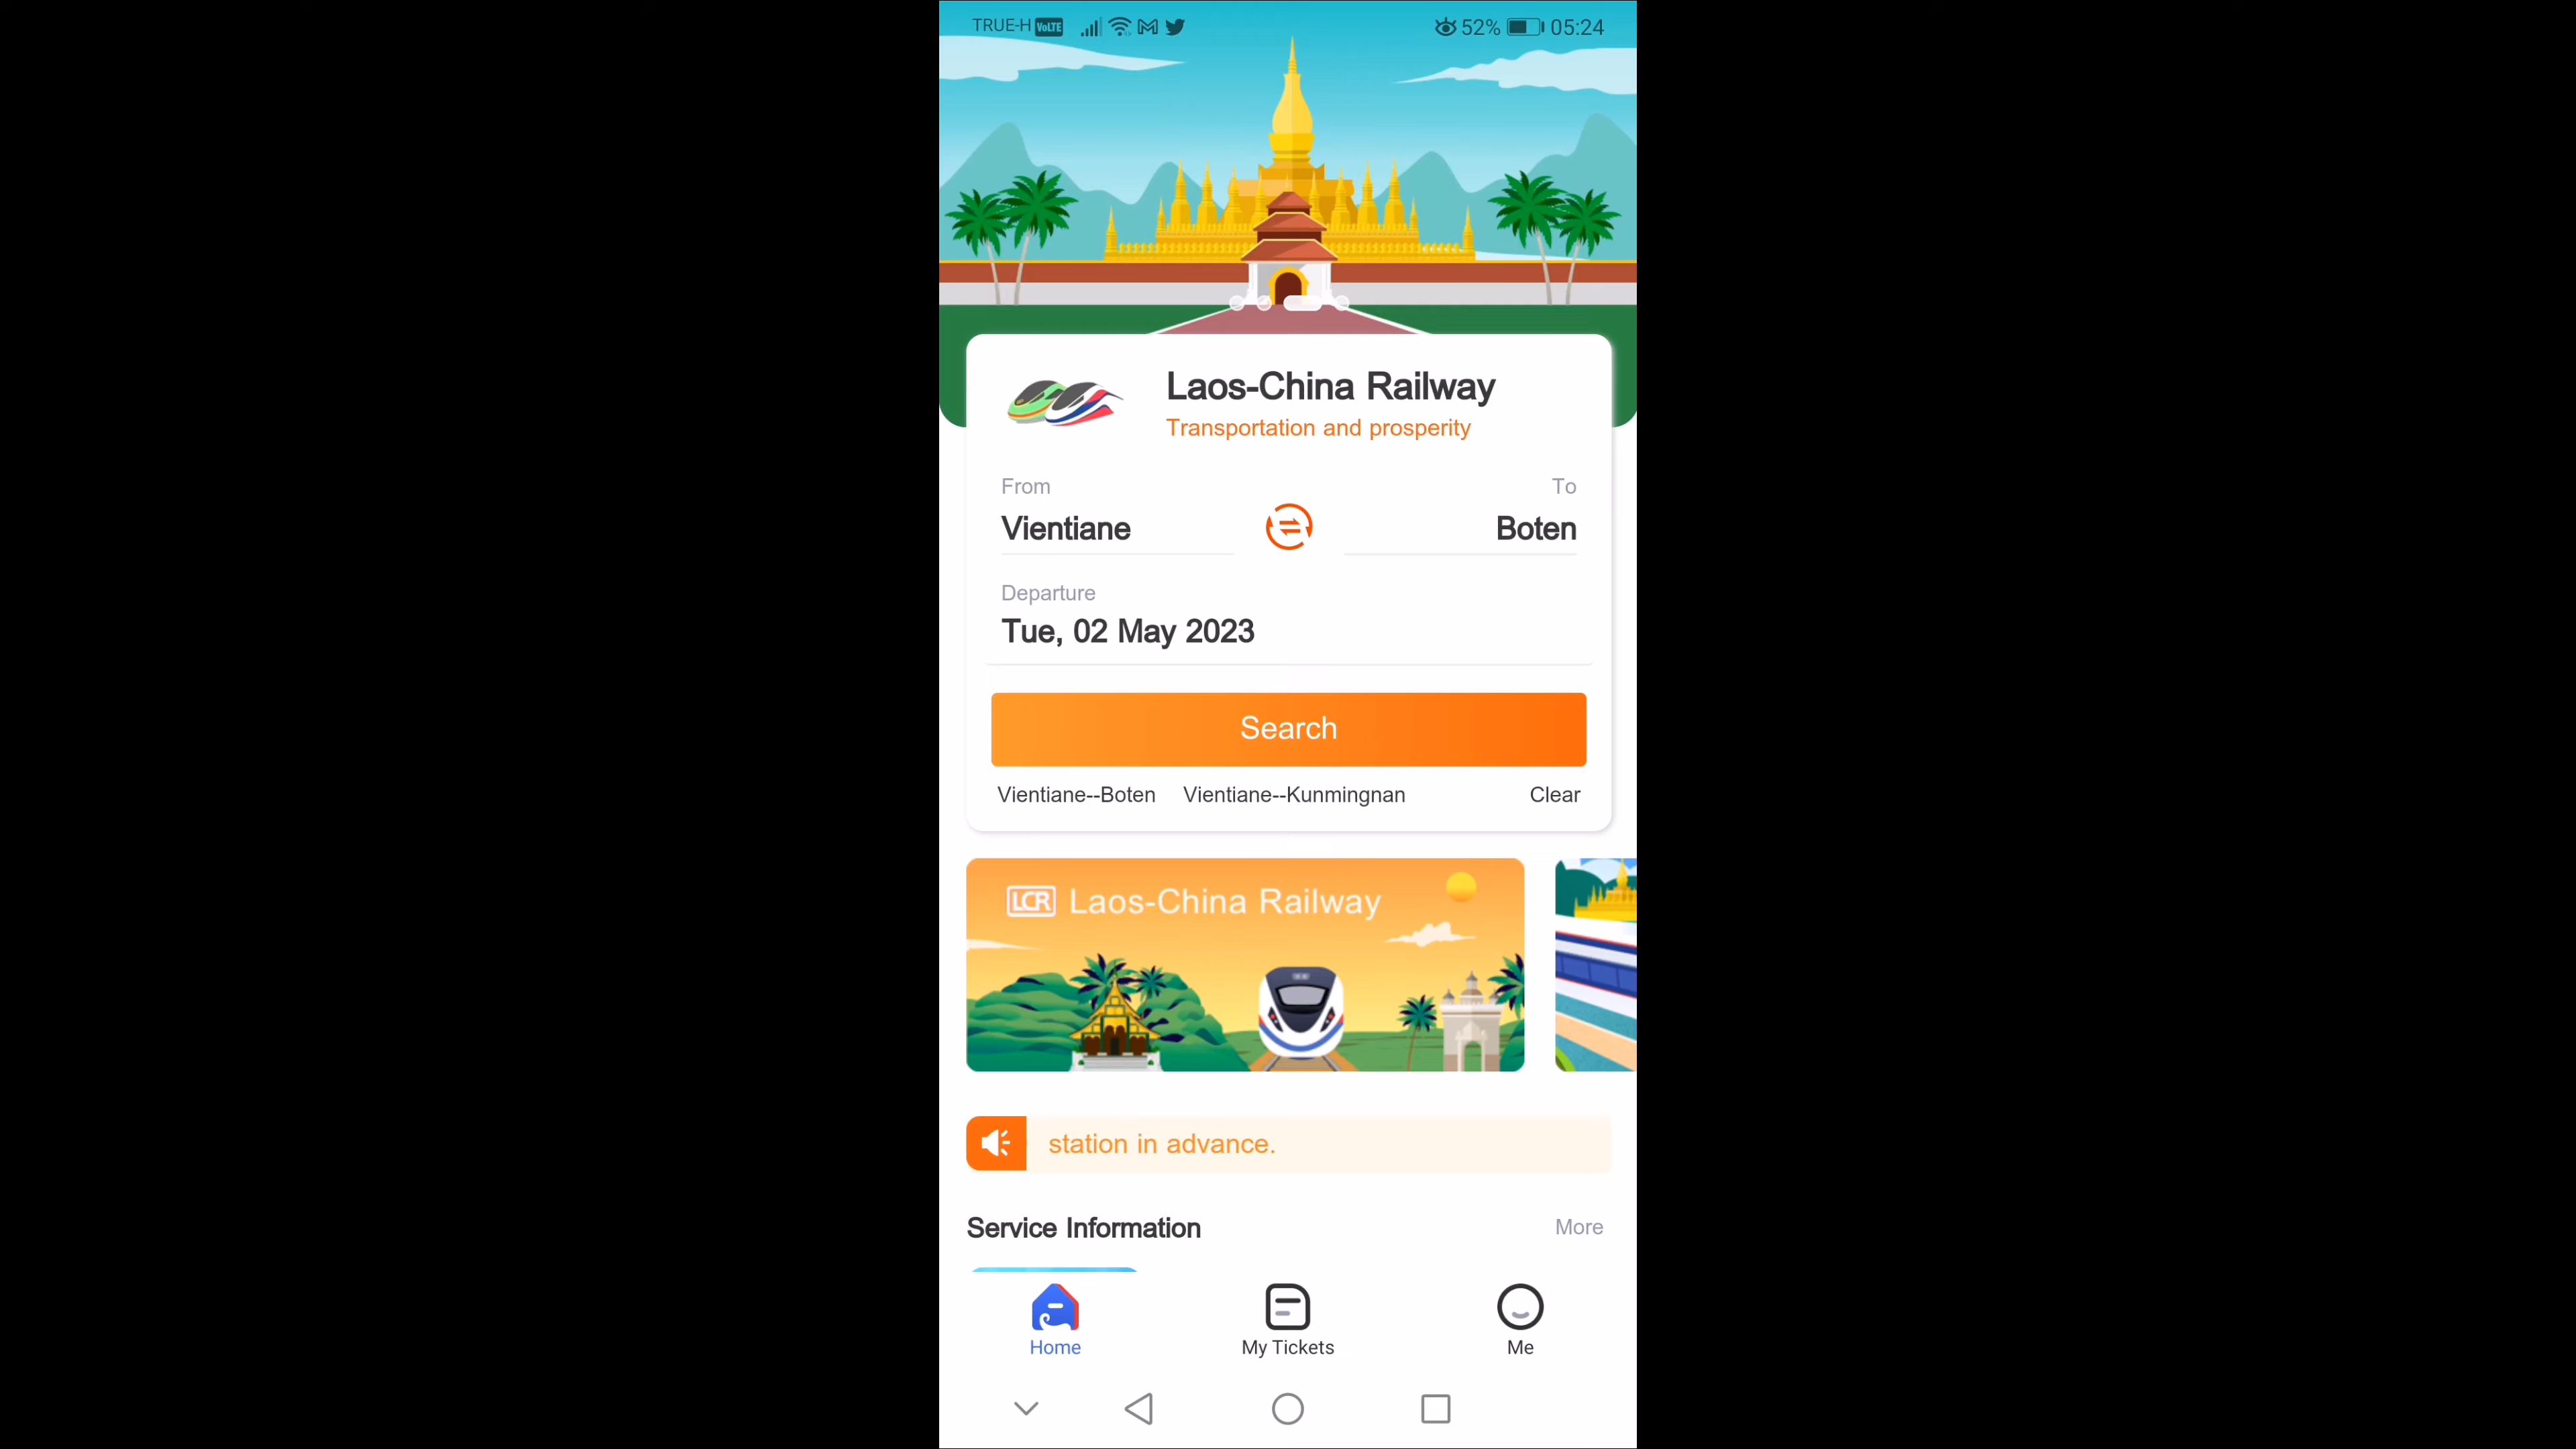 TRUE-H VoLTE 52% 05:24
Laos-China Railway
Transportation and prosperity
From To
Vientiane Boten
Departure
Tue, 02 May 2023
Search
Vientiane--Boten Vientiane--Kunmingnan Clear
LCR Laos-China Railway
station in advance.
Service Information More
Home My Tickets Me